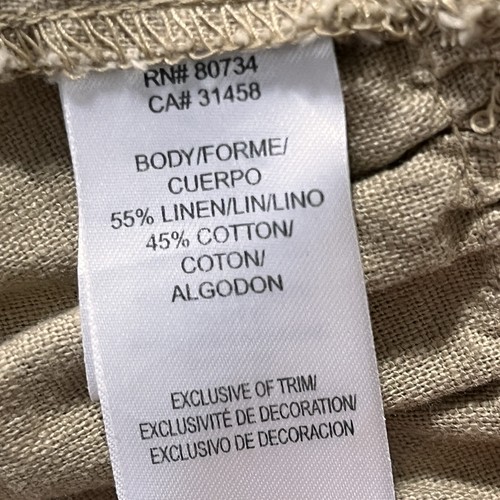 RN# 80734
CA# 31458
BODY/FORME/
CUERPO
55% LINEN/LIN/LINO
45% COTTON/
COTON/
ALGODON
EXCLUSIVE OF TRIM/
EXCLUSIVITÉ DE DECORATION/
EXCLUSIVO DE DECORACION